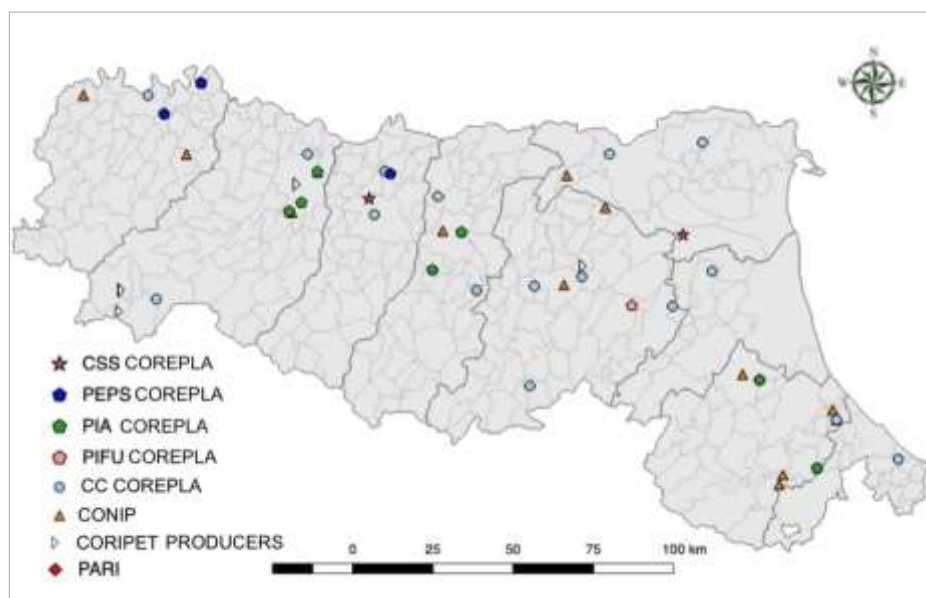 N
W E
S
CSS COREPLA
PEPS COREPLA
PIA COREPLA
PIFU COREPLA
CC COREPLA
CONIP
CORIPET PRODUCERS
PARI
0 25 50 75 100 km